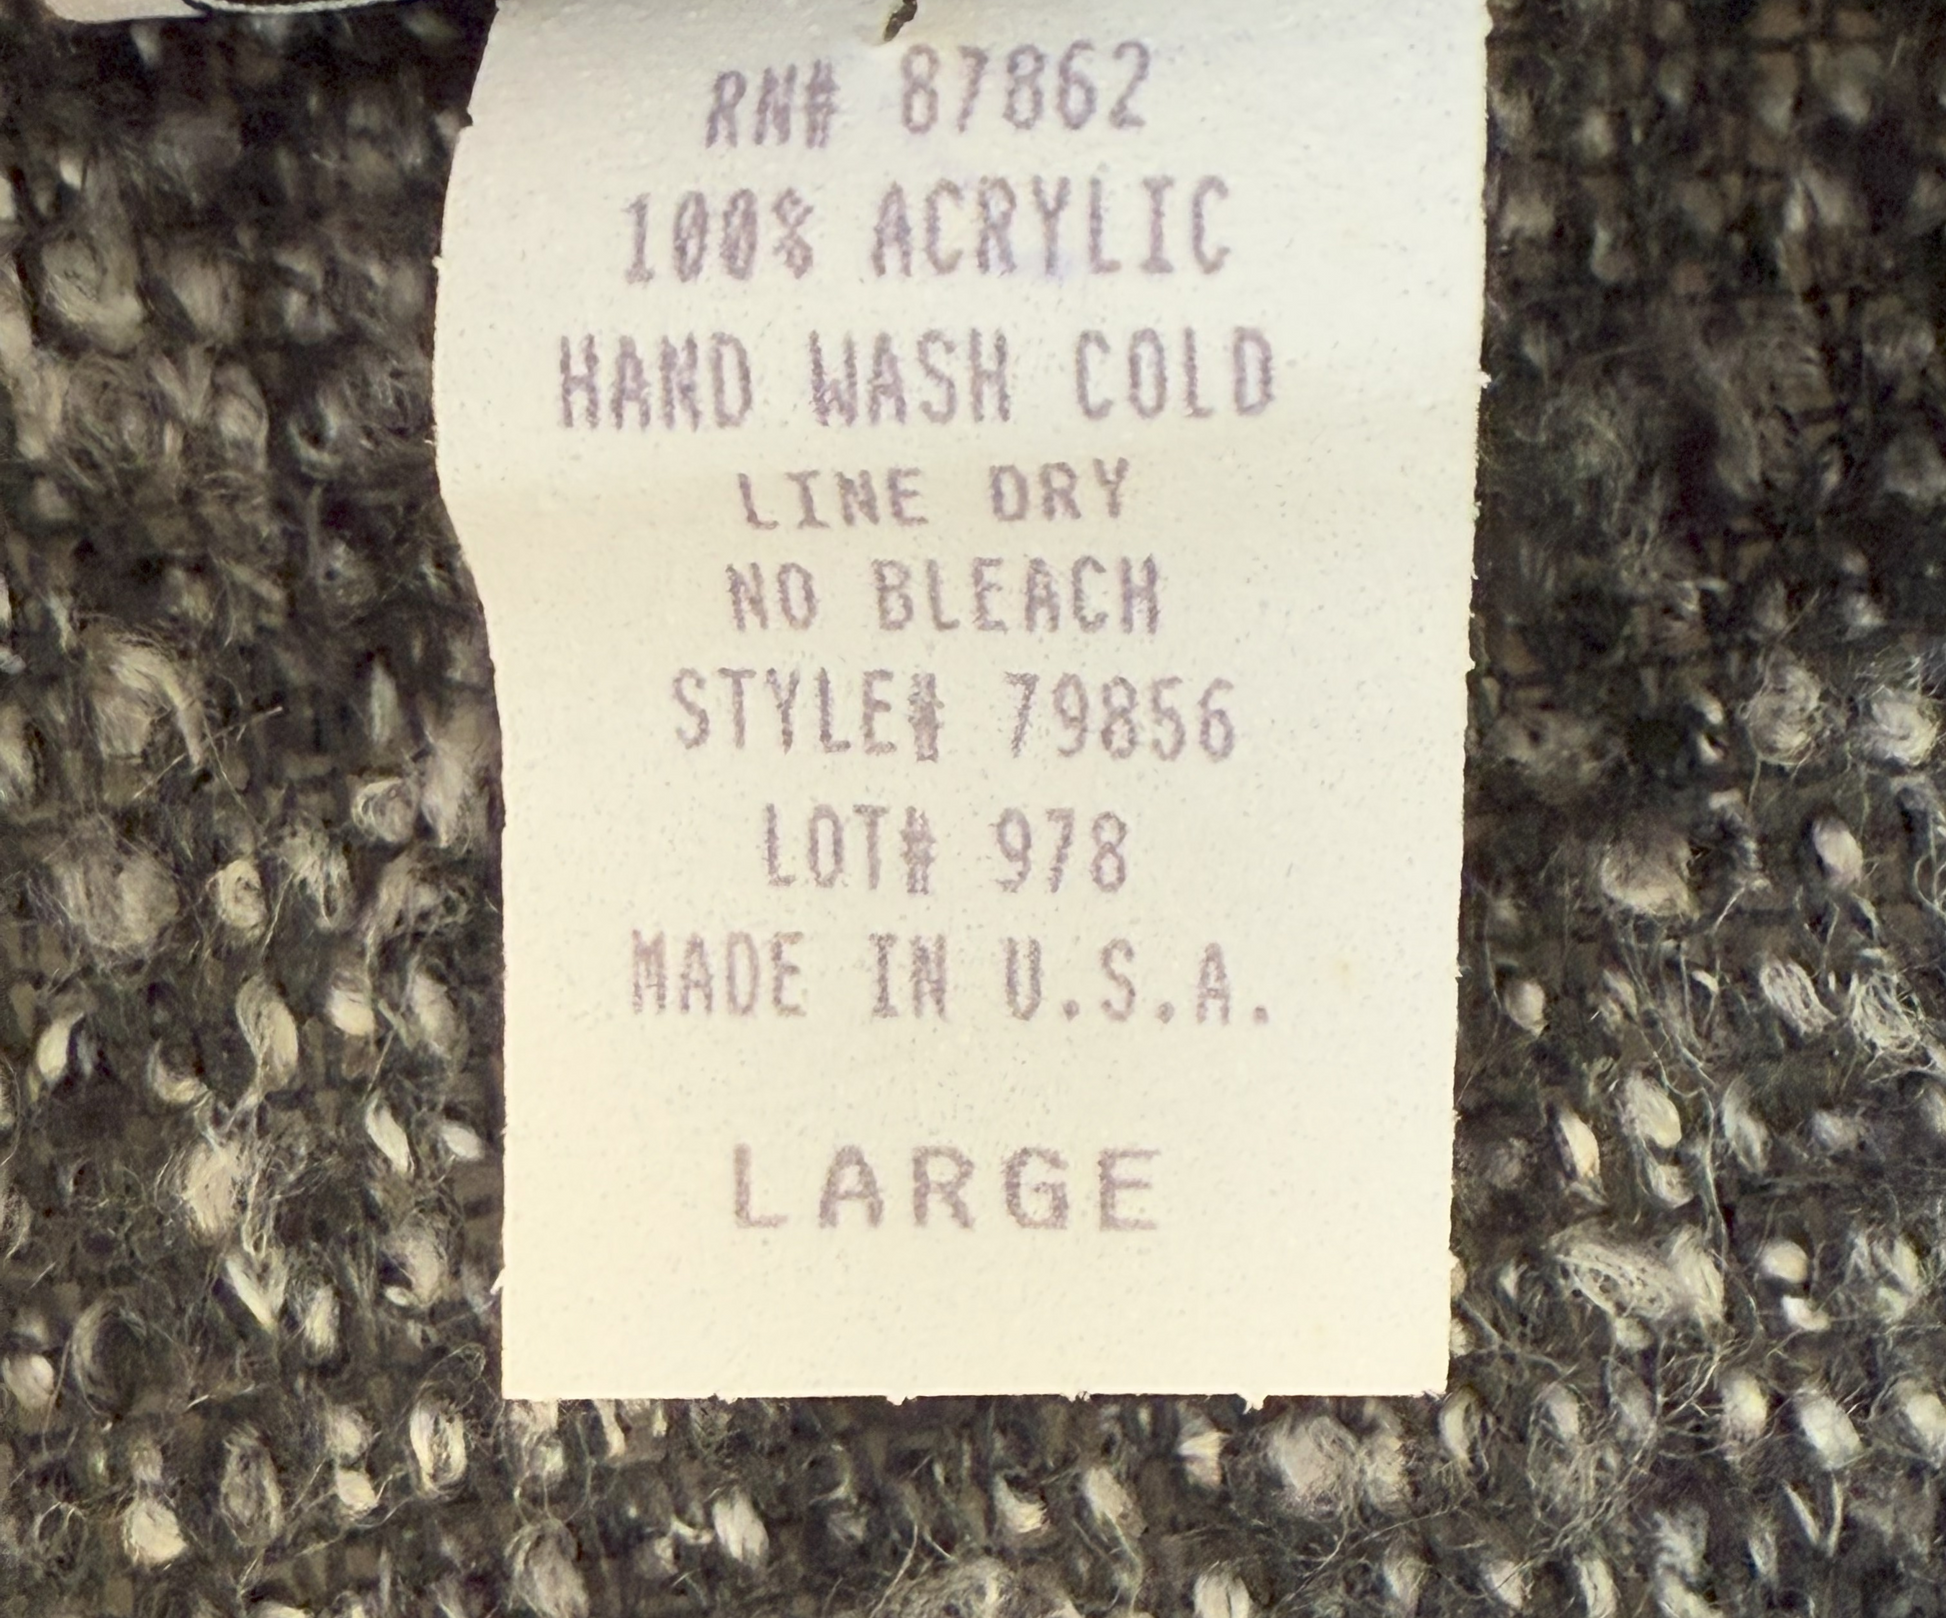 RN# 87862
100% ACRYLIC
HAND WASH COLD
LINE DRY
NO BLEACH
STYLE# 79856
LOT# 978
MADE IN U.S.A.
LARGE